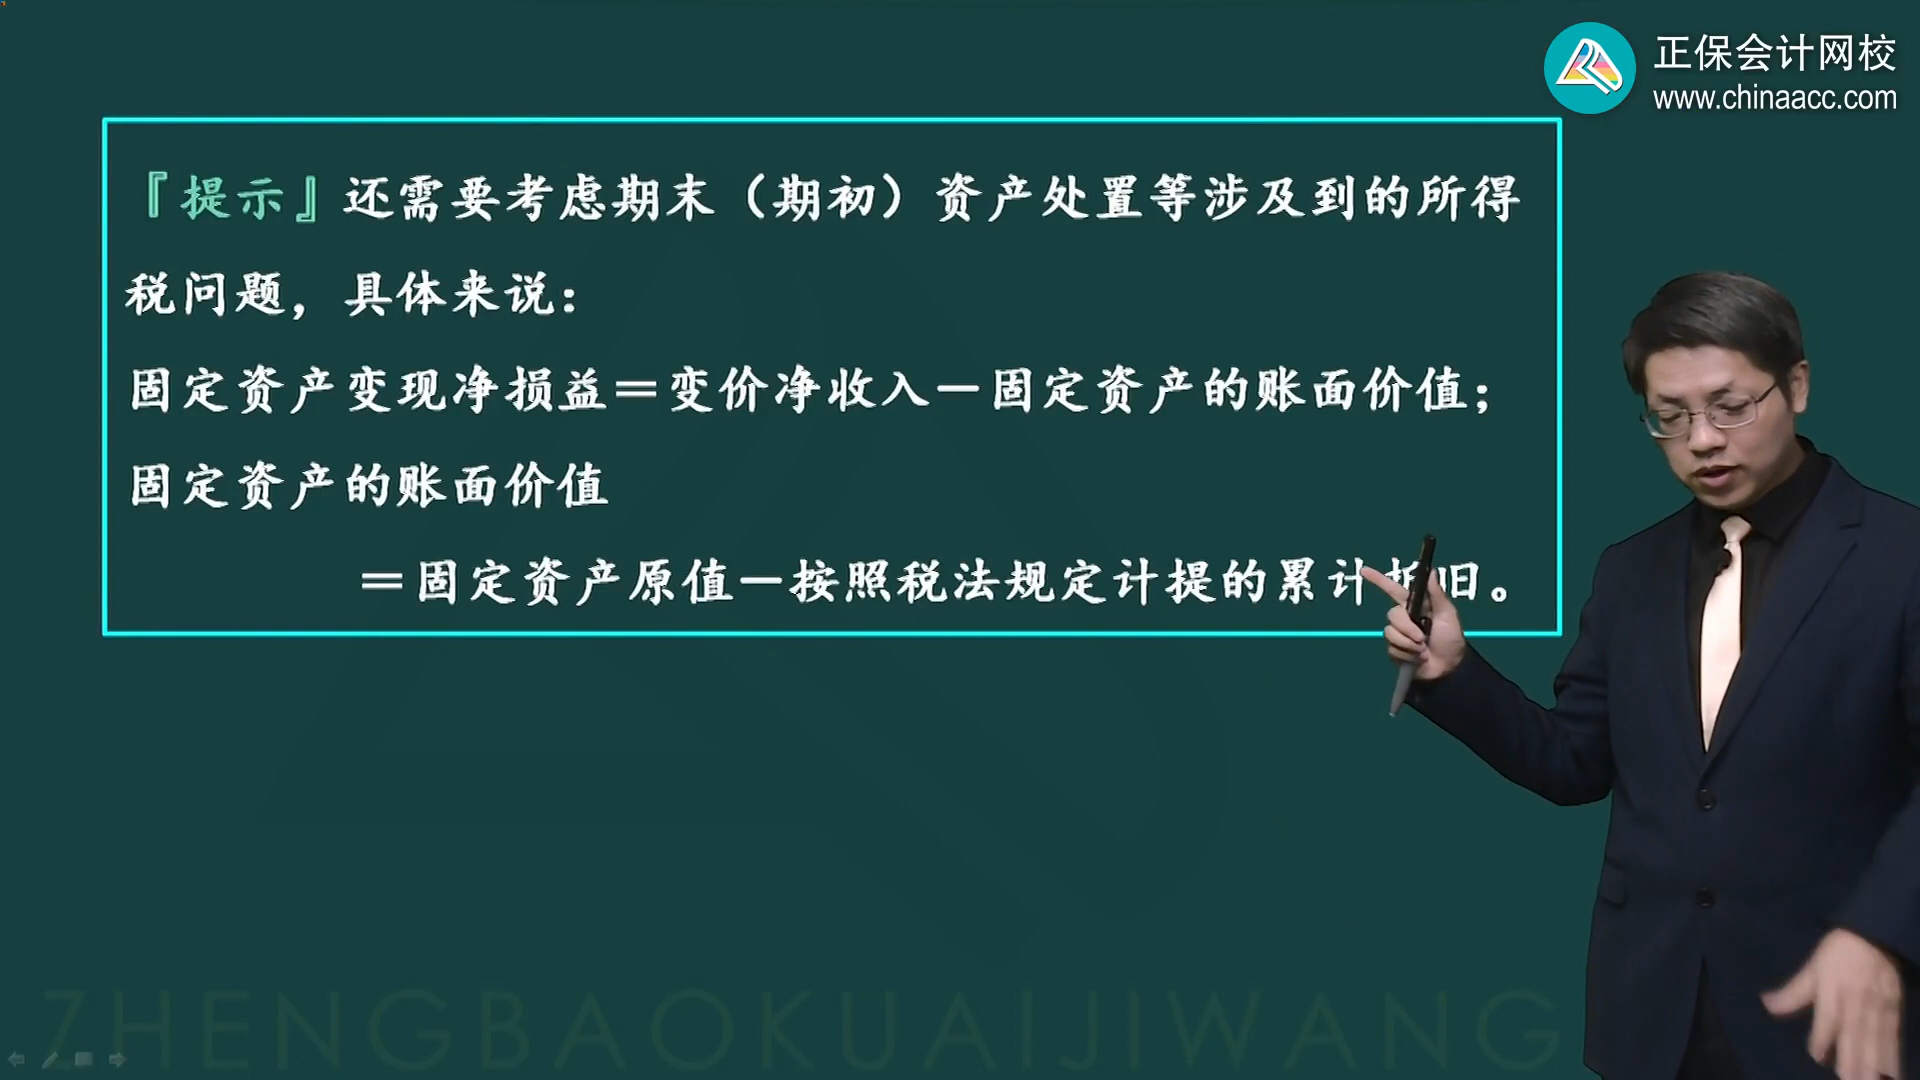 正保会计网校
www.chinaacc.com
『提示』还需要考虑期末（期初）资产处置等涉及到的所得
税问题，具体来说：
固定资产变现净损益＝变价净收入－固定资产的账面价值；
固定资产的账面价值
＝固定资产原值－按照税法规定计提的累计折旧。
ZHENGBAOKUAIJIWANG